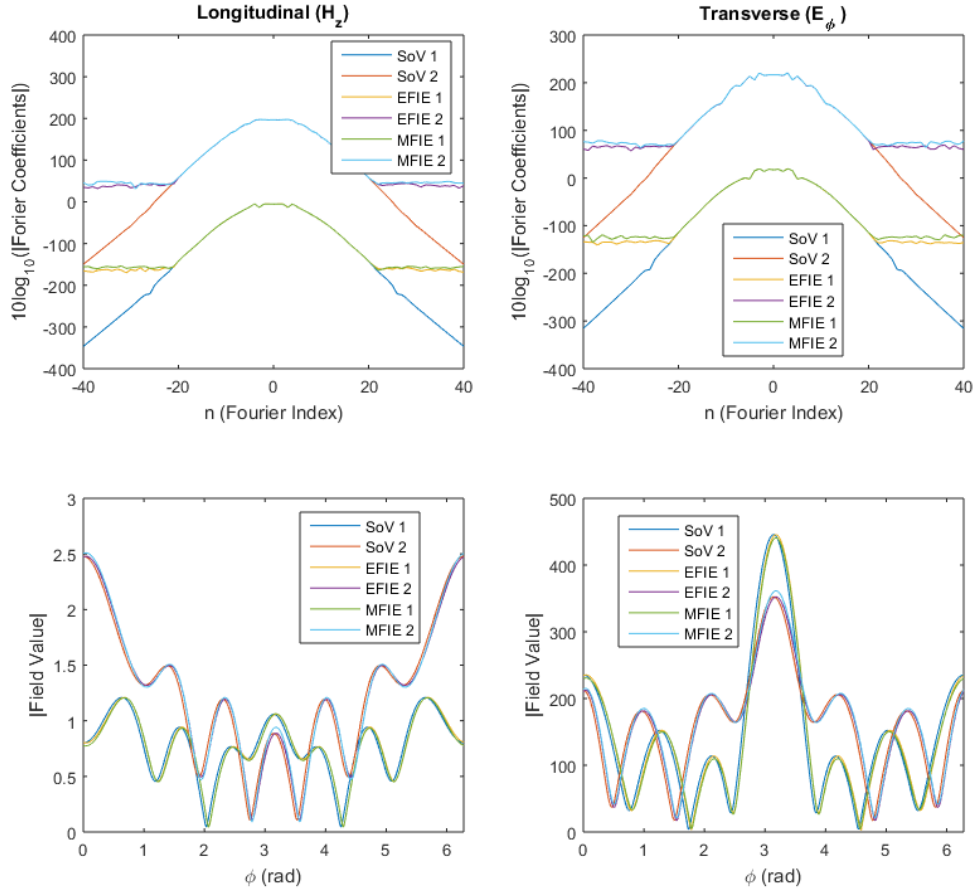 Longitudinal (H_z)
10log_10(|Forier Coefficients|)
400
300
200
100
0
-100
-200
-300
-400
-40
-20
0
20
40
n (Fourier Index)
SoV 1
SoV 2
EFIE 1
EFIE 2
MFIE 1
MFIE 2
Transverse (E_ϕ)
10log_10(|Forier Coefficients|)
300
200
100
0
-100
-200
-300
-400
-40
-20
0
20
40
n (Fourier Index)
SoV 1
SoV 2
EFIE 1
EFIE 2
MFIE 1
MFIE 2
|Field Value|
3
2.5
2
1.5
1
0.5
0
0
1
2
3
4
5
6
ϕ (rad)
SoV 1
SoV 2
EFIE 1
EFIE 2
MFIE 1
MFIE 2
|Field Value|
500
400
300
200
100
0
0
1
2
3
4
5
6
ϕ (rad)
SoV 1
SoV 2
EFIE 1
EFIE 2
MFIE 1
MFIE 2